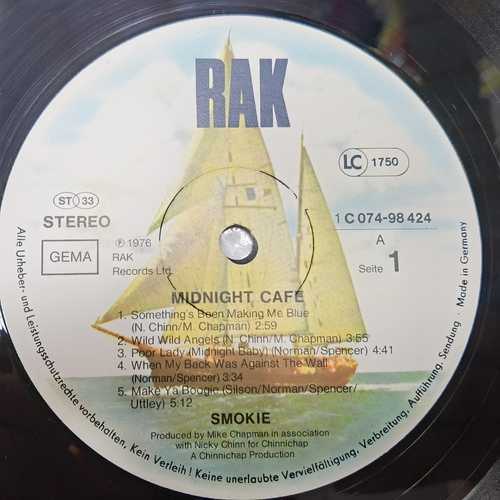 RAK
LC 1750
ST 33
STEREO
1 C 074-98 424
GEMA
℗ 1976
RAK
Records Ltd.
A
Seite 1
MIDNIGHT CAFE
1. Something's Been Making Me Blue
(N. Chinn/M. Chapman) 2:59
2. Wild Wild Angels (N. Chinn/M. Chapman) 3:55
3. Poor Lady (Midnight Baby) (Norman/Spencer) 4:41
4. When My Back Was Against The Wall
(Norman/Spencer) 3:34
5. Make Ya Boogie (Silson/Norman/Spencer/
Uttley) 5:12
SMOKIE
Produced by Mike Chapman in association
with Nicky Chinn for Chinnichap
A Chinnichap Production
Alle Urheber- und Leistungsschutzrechte vorbehalten. Kein Verleih! Keine unerlaubte Vervielfältigung, Verbreitung, Aufführung, Sendung · Made in Germany